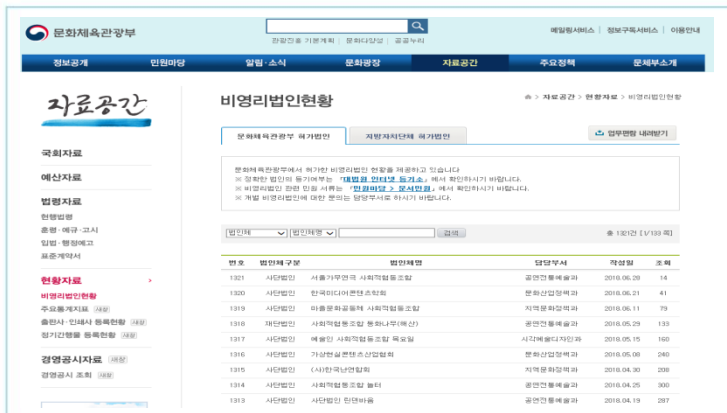 문화체육관광부
관광진흥 기본계획 | 문화다양성 | 공공누리
메일링서비스 | 정보구독서비스 | 이용안내
정보공개 민원마당 알림·소식 문화광장 자료공간 주요정책 문체부소개
자료공간
국회자료
예산자료
법령자료
현행법령
훈령·예규·고시
입법·행정예고
표준계약서
현황자료
비영리법인현황
주요통계지표 새창
출판사·인쇄사 등록현황 새창
정기간행물 등록현황 새창
경영공시자료 새창
경영공시 조회 새창
비영리법인현황
> 자료공간 > 현황자료 > 비영리법인현황
문화체육관광부 허가법인 지방자치단체 허가법인
업무편람 내려받기
문화체육관광부에서 허가한 비영리법인 현황을 제공하고 있습니다
※ 정확한 법인의 등기여부는 『대법원 인터넷 등기소』에서 확인하시기 바랍니다.
※ 비영리법인 관련 민원 서류는 『민원마당 > 문서민원』에서 확인하시기 바랍니다.
※ 개별 비영리법인에 대한 문의는 담당부서로 하시기 바랍니다.
법인체 법인체명 검색
총 1321건 [1/133 쪽]
번호 법인체구분 법인체명 담당부서 작성일 조회
1321 사단법인 서울가무연극 사회적협동조합 공연전통예술과 2018.06.28 14
1320 사단법인 한국미디어콘텐츠학회 문화산업정책과 2018.06.21 41
1319 사단법인 마을문화공동체 사회적협동조합 지역문화정책과 2018.06.11 79
1318 재단법인 사회적협동조합 동화나무(해산) 공연전통예술과 2018.05.29 133
1317 사단법인 예술인 사회적협동조합 목요일 시각예술디자인과 2018.05.15 160
1316 사단법인 가상현실콘텐츠산업협회 문화산업정책과 2018.05.08 240
1315 사단법인 (사)한국난연합회 지역문화정책과 2018.04.30 208
1314 사단법인 사회적협동조합 놀터 공연전통예술과 2018.04.25 300
1313 사단법인 사단법인 탄탄마음 공연전통예술과 2018.04.19 287